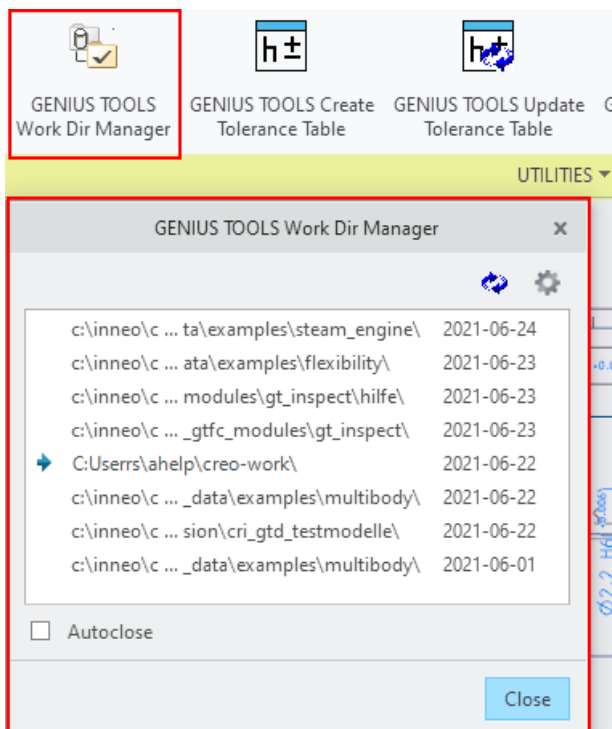 GENIUS TOOLS
Work Dir Manager
GENIUS TOOLS Create
Tolerance Table
GENIUS TOOLS Update
Tolerance Table
G
UTILITIES
GENIUS TOOLS Work Dir Manager
c:\inneo\c ... ta\examples\steam_engine\ 2021-06-24
c:\inneo\c ... ata\examples\flexibility\ 2021-06-23
c:\inneo\c ... modules\gt_inspect\hilfe\ 2021-06-23
c:\inneo\c ... _gtfc_modules\gt_inspect\ 2021-06-23
C:Userrs\ahelp\creo-work\ 2021-06-22
c:\inneo\c ... _data\examples\multibody\ 2021-06-22
c:\inneo\c ... sion\cri_gtd_testmodelle\ 2021-06-22
c:\inneo\c ... _data\examples\multibody\ 2021-06-01
Autoclose
Close
Ø2.2 H6